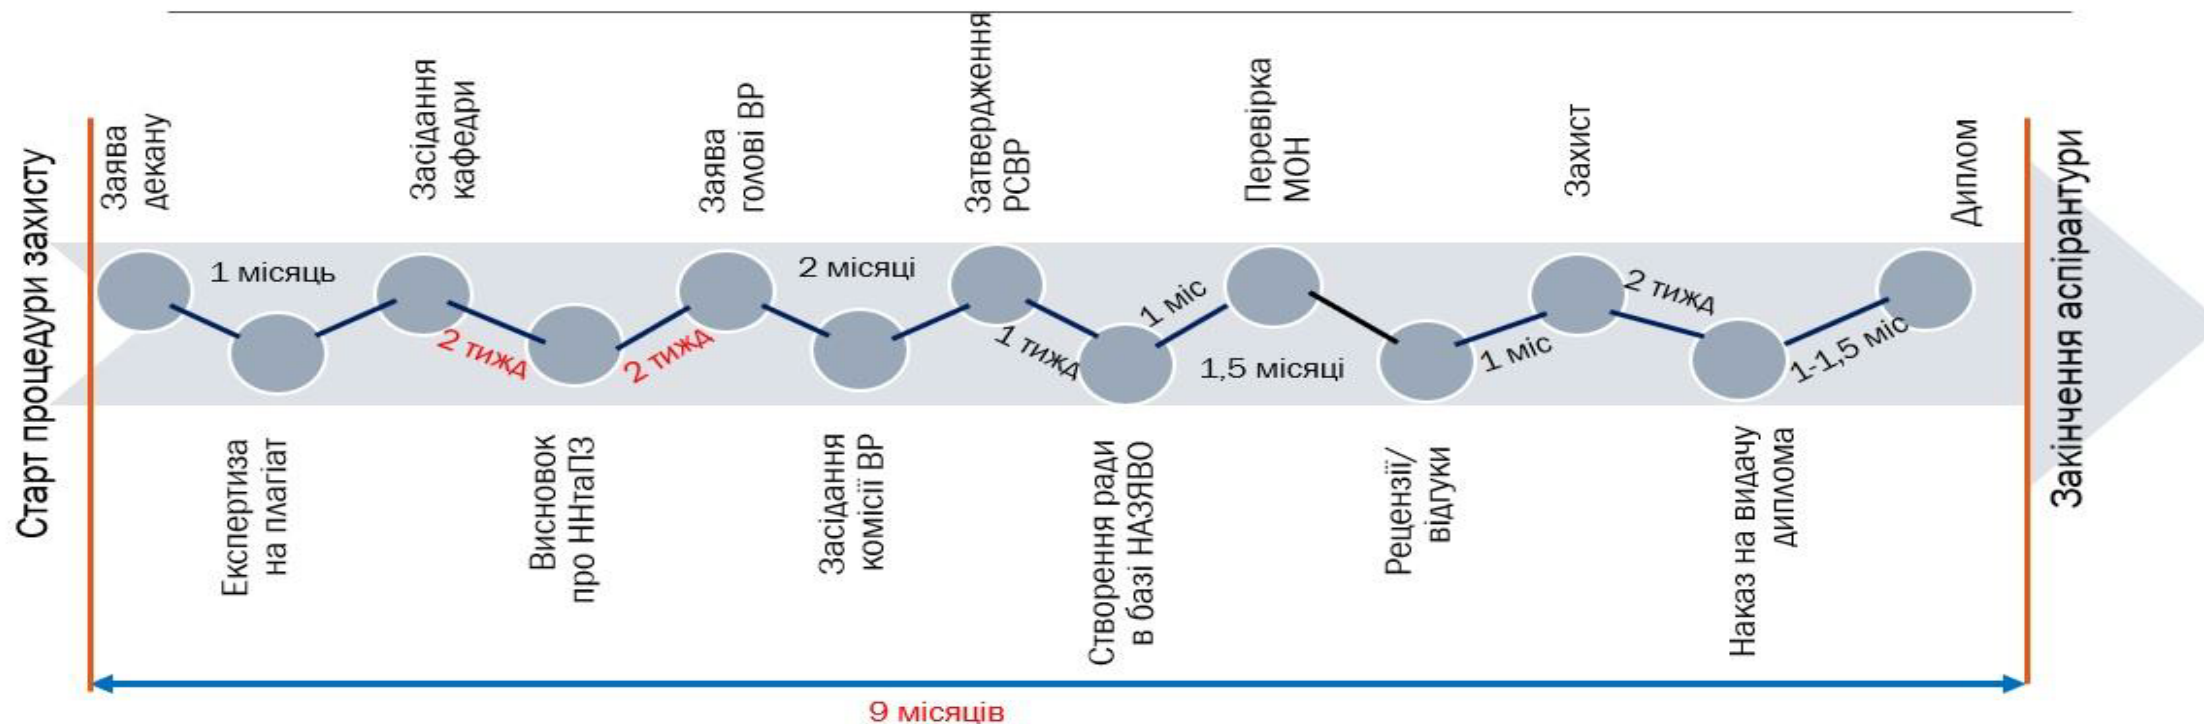 Старт процедури захисту
Заява
декану
1 місяць
Експертиза
на плагіат
Засідання
кафедри
2 тижд
Висновок
про ННтаПЗ
2 тижд
Заява
голові ВР
2 місяці
Засідання
комісії ВР
Затвердження
РСВР
1 тижд
Створення ради
в базі НАЗЯВО
1 міс
Перевірка
МОН
1,5 місяці
Рецензії/
відгуки
1 міс
Захист
2 тижд
Наказ на видачу
диплома
1-1,5 міс
Диплом
Закінчення аспірантури
9 місяців